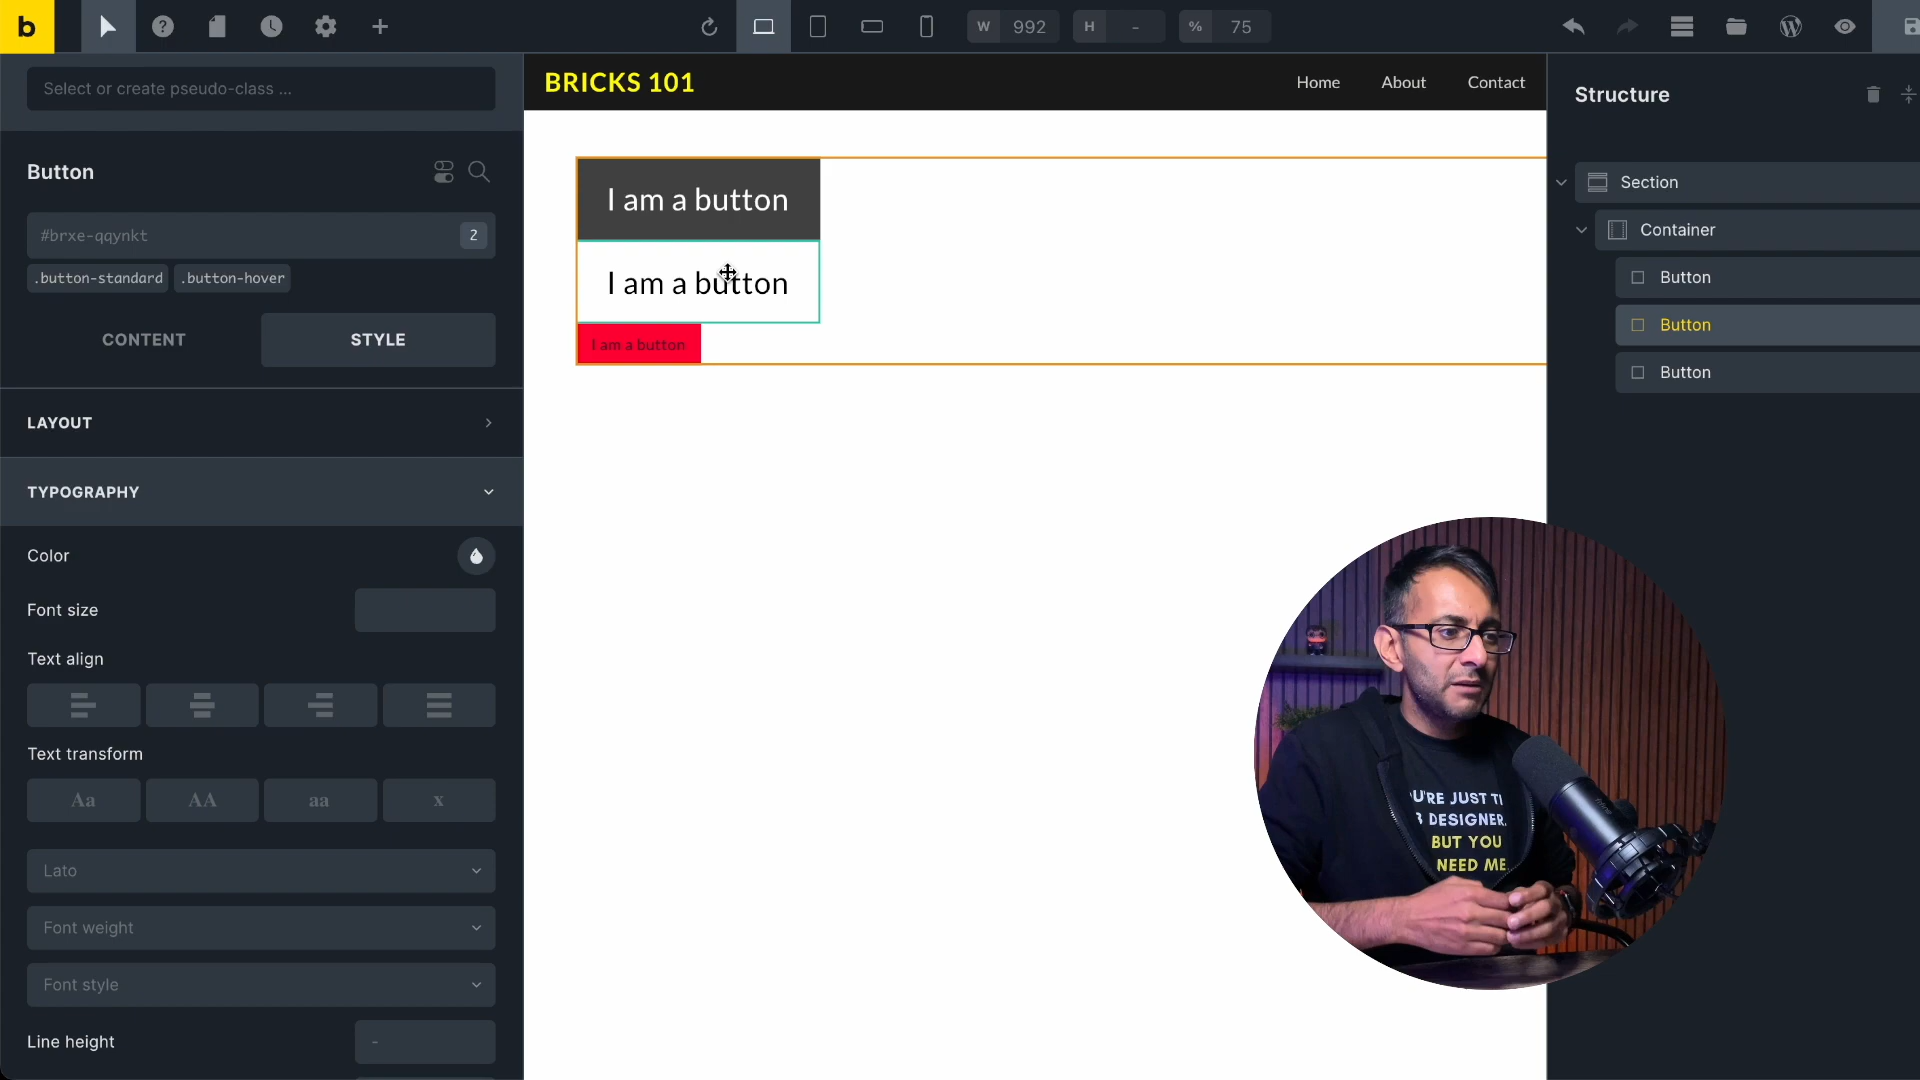 b
W 992 H - % 75
Select or create pseudo-class ...
BRICKS 101
Home About Contact
Structure
Button
#brxe-qqynkt 2
.button-standard .button-hover
CONTENT STYLE
LAYOUT
TYPOGRAPHY
Color
Font size
Text align
Text transform
Aa AA aa x
Lato
Font weight
Font style
Line height -
I am a button
I am a button
I am a button
Section
Container
Button
Button
Button
U'RE JUST
DESIGNER.
BUT YOU
NEED ME